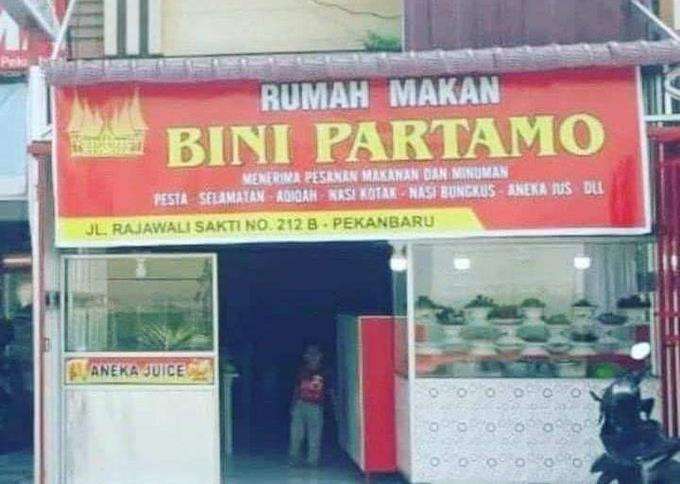 RUMAH MAKAN
BINI PARTAMO
MENERIMA PESANAN MAKANAN DAN MINUMAN
PESTA - SELAMATAN - AQIQAH - NASI KOTAK - NASI BUNGKUS - ANEKA JUS - DLL
JL. RAJAWALI SAKTI NO. 212 B - PEKANBARU
ANEKA JUICE